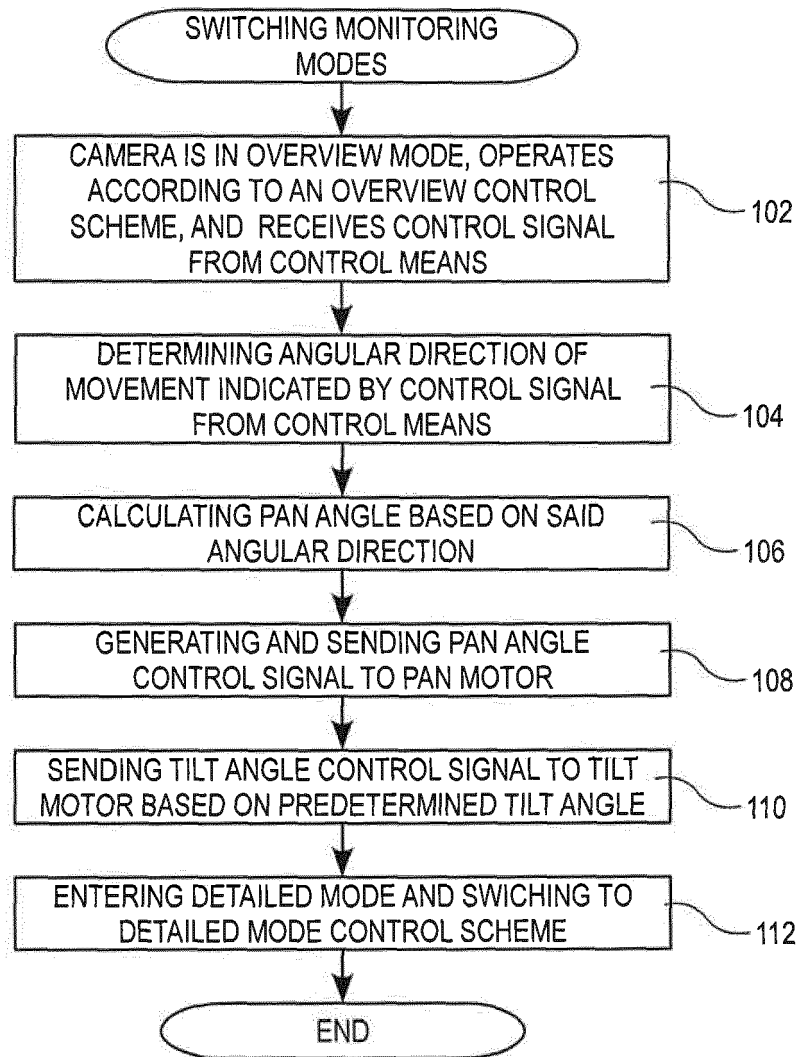 SWITCHING MONITORING
MODES
CAMERA IS IN OVERVIEW MODE, OPERATES
ACCORDING TO AN OVERVIEW CONTROL
SCHEME, AND RECEIVES CONTROL SIGNAL
FROM CONTROL MEANS
102
DETERMINING ANGULAR DIRECTION OF
MOVEMENT INDICATED BY CONTROL SIGNAL
FROM CONTROL MEANS
104
CALCULATING PAN ANGLE BASED ON SAID
ANGULAR DIRECTION
106
GENERATING AND SENDING PAN ANGLE
CONTROL SIGNAL TO PAN MOTOR
108
SENDING TILT ANGLE CONTROL SIGNAL TO TILT
MOTOR BASED ON PREDETERMINED TILT ANGLE
110
ENTERING DETAILED MODE AND SWICHING TO
DETAILED MODE CONTROL SCHEME
112
END